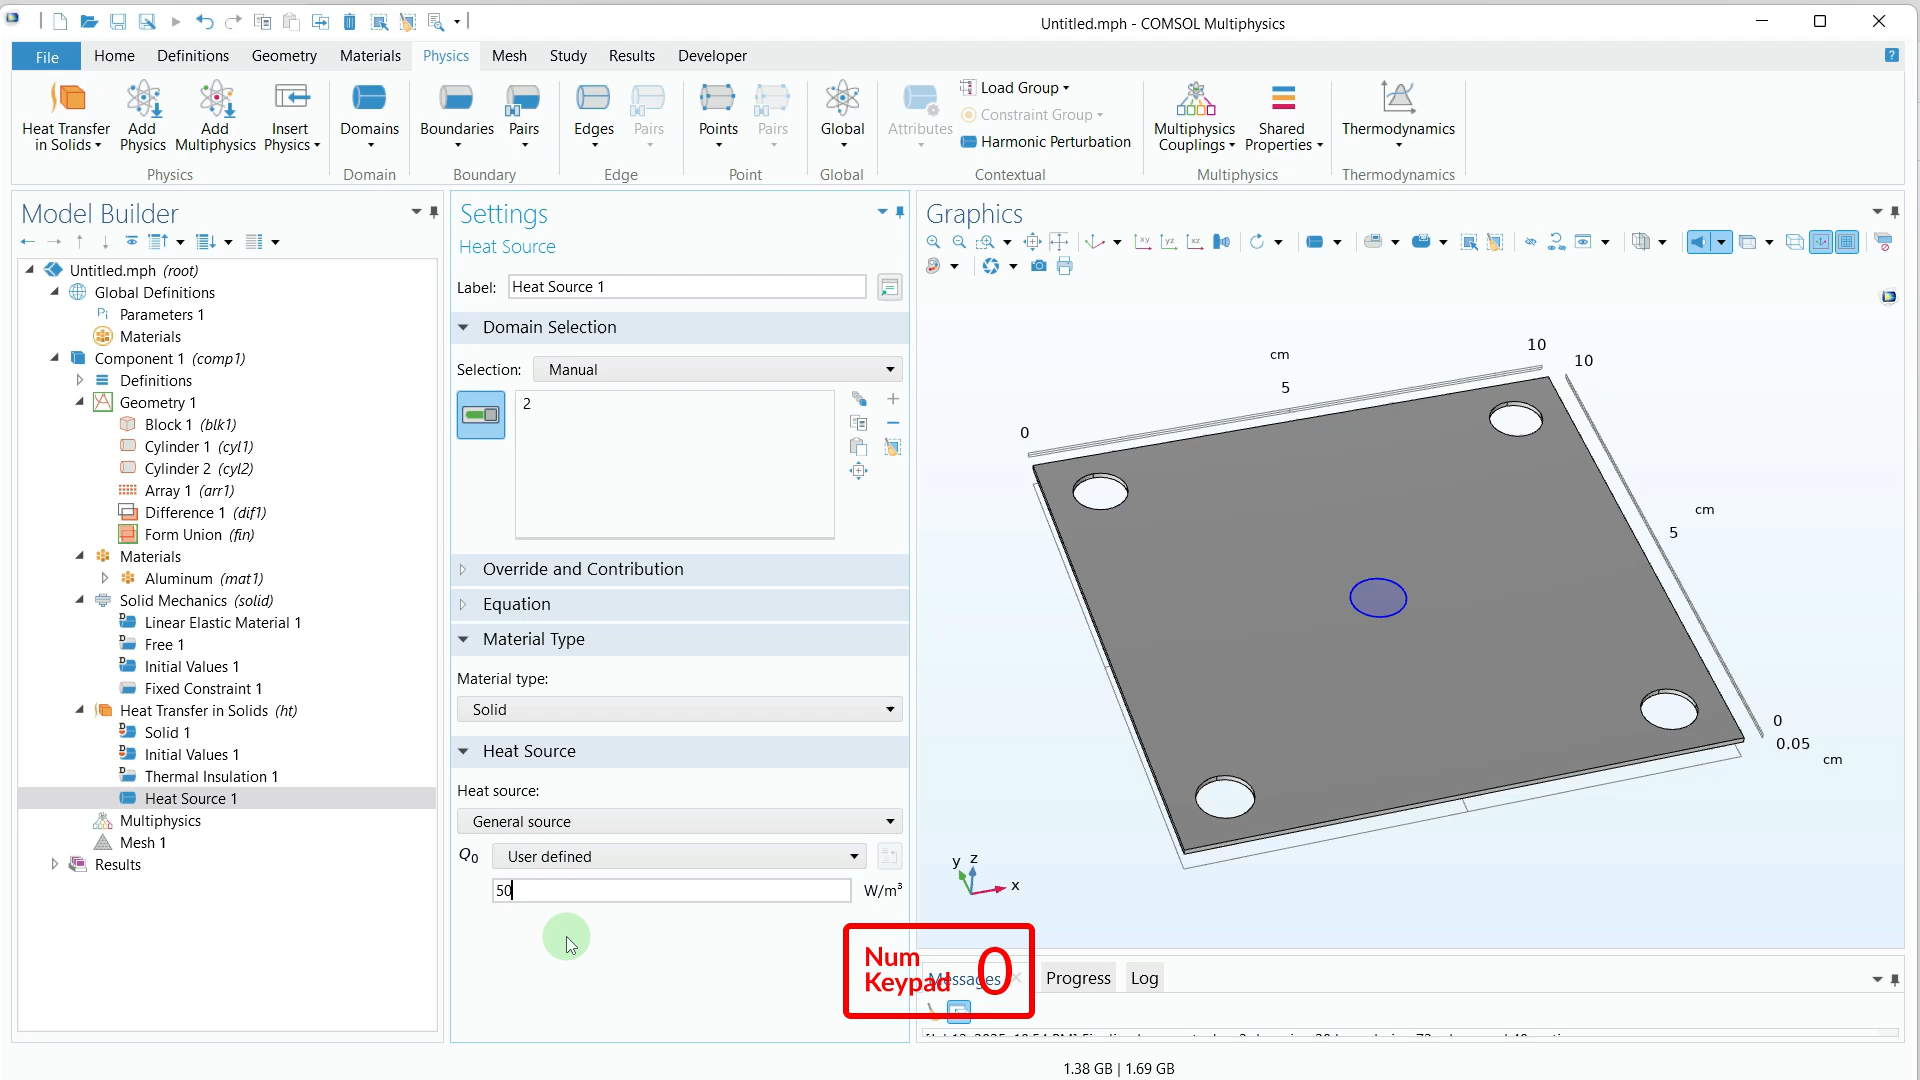 Untitled.mph - COMSOL Multiphysics
File Home Definitions Geometry Materials Physics Mesh Study Results Developer
Heat Transfer in Solids
Add Physics
Add Multiphysics
Insert Physics
Physics
Domains
Domain
Boundaries
Pairs
Boundary
Edges
Pairs
Edge
Points
Pairs
Point
Global
Global
Attributes
Load Group
Constraint Group
Harmonic Perturbation
Contextual
Multiphysics Couplings
Shared Properties
Multiphysics
Thermodynamics
Thermodynamics
Model Builder
Untitled.mph (root)
Global Definitions
Pi Parameters 1
Materials
Component 1 (comp1)
Definitions
Geometry 1
Block 1 (blk1)
Cylinder 1 (cyl1)
Cylinder 2 (cyl2)
Array 1 (arr1)
Difference 1 (dif1)
Form Union (fin)
Materials
Aluminum (mat1)
Solid Mechanics (solid)
Linear Elastic Material 1
Free 1
Initial Values 1
Fixed Constraint 1
Heat Transfer in Solids (ht)
Solid 1
Initial Values 1
Thermal Insulation 1
Heat Source 1
Multiphysics
Mesh 1
Results
Settings
Heat Source
Label: Heat Source 1
Domain Selection
Selection: Manual
2
Override and Contribution
Equation
Material Type
Material type:
Solid
Heat Source
Heat source:
General source
Q0 User defined
50 W/m³
Graphics
xy yz xz
cm
5
10
10
0
cm
5
0
0.05
cm
y z
x
Num Keypad 0
Messages Progress Log
1.38 GB | 1.69 GB